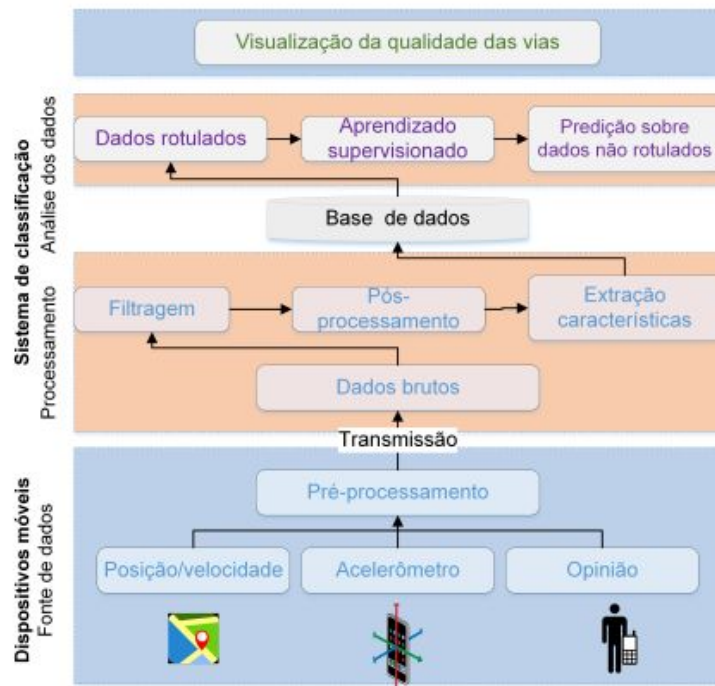 Visualização da qualidade das vias
Sistema de classificação
Análise dos dados
Dados rotulados
Aprendizado
supervisionado
Predição sobre
dados não rotulados
Base de dados
Processamento
Filtragem
Pós-
processamento
Extração
características
Dados brutos
Transmissão
Dispositivos móveis
Fonte de dados
Pré-processamento
Posição/velocidade
Acelerômetro
Opinião